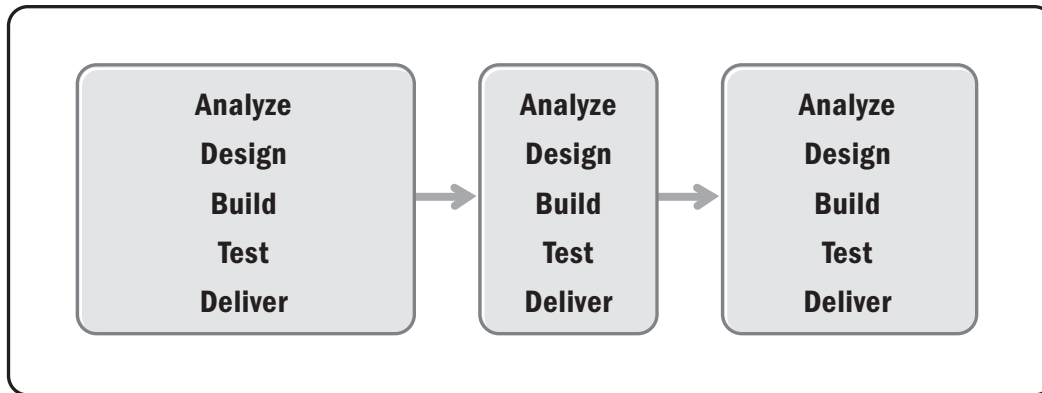 Analyze
Design
Build
Test
Deliver
Analyze
Design
Build
Test
Deliver
Analyze
Design
Build
Test
Deliver